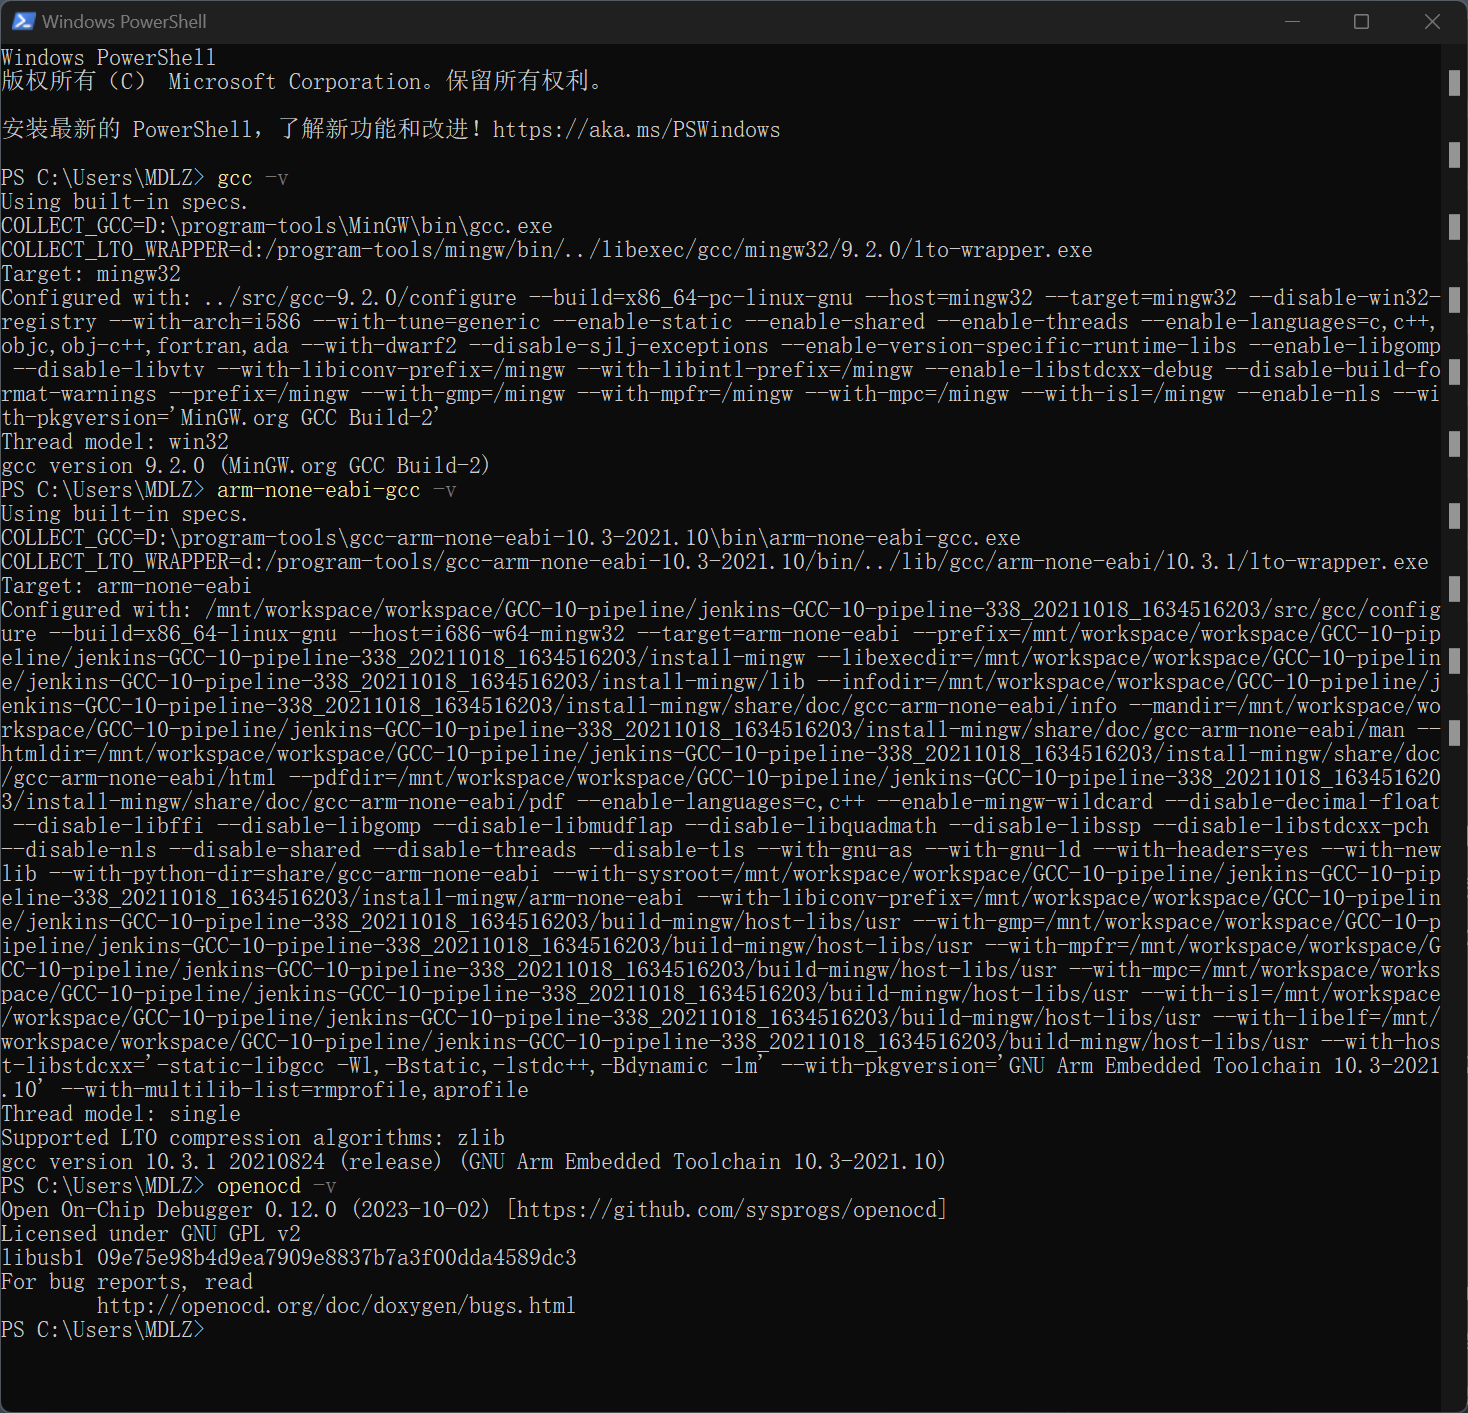 Windows PowerShell
Windows PowerShell
版权所有（C） Microsoft Corporation。保留所有权利。
安装最新的 PowerShell，了解新功能和改进！https://aka.ms/PSWindows
PS C:\Users\MDLZ> gcc -v
Using built-in specs.
COLLECT_GCC=D:\program-tools\MinGW\bin\gcc.exe
COLLECT_LTO_WRAPPER=d:/program-tools/mingw/bin/../libexec/gcc/mingw32/9.2.0/lto-wrapper.exe
Target: mingw32
Configured with: ../src/gcc-9.2.0/configure --build=x86_64-pc-linux-gnu --host=mingw32 --target=mingw32 --disable-win32-
registry --with-arch=i586 --with-tune=generic --enable-static --enable-shared --enable-threads --enable-languages=c,c++,
objc,obj-c++,fortran,ada --with-dwarf2 --disable-sjlj-exceptions --enable-version-specific-runtime-libs --enable-libgomp
 --disable-libvtv --with-libiconv-prefix=/mingw --with-libintl-prefix=/mingw --enable-libstdcxx-debug --disable-build-fo
rmat-warnings --prefix=/mingw --with-gmp=/mingw --with-mpfr=/mingw --with-mpc=/mingw --with-isl=/mingw --enable-nls --wi
th-pkgversion='MinGW.org GCC Build-2'
Thread model: win32
gcc version 9.2.0 (MinGW.org GCC Build-2)
PS C:\Users\MDLZ> arm-none-eabi-gcc -v
Using built-in specs.
COLLECT_GCC=D:\program-tools\gcc-arm-none-eabi-10.3-2021.10\bin\arm-none-eabi-gcc.exe
COLLECT_LTO_WRAPPER=d:/program-tools/gcc-arm-none-eabi-10.3-2021.10/bin/../lib/gcc/arm-none-eabi/10.3.1/lto-wrapper.exe
Target: arm-none-eabi
Configured with: /mnt/workspace/workspace/GCC-10-pipeline/jenkins-GCC-10-pipeline-338_20211018_1634516203/src/gcc/config
ure --build=x86_64-linux-gnu --host=i686-w64-mingw32 --target=arm-none-eabi --prefix=/mnt/workspace/workspace/GCC-10-pip
eline/jenkins-GCC-10-pipeline-338_20211018_1634516203/install-mingw --libexecdir=/mnt/workspace/workspace/GCC-10-pipelin
e/jenkins-GCC-10-pipeline-338_20211018_1634516203/install-mingw/lib --infodir=/mnt/workspace/workspace/GCC-10-pipeline/j
enkins-GCC-10-pipeline-338_20211018_1634516203/install-mingw/share/doc/gcc-arm-none-eabi/info --mandir=/mnt/workspace/wo
rkspace/GCC-10-pipeline/jenkins-GCC-10-pipeline-338_20211018_1634516203/install-mingw/share/doc/gcc-arm-none-eabi/man --
htmldir=/mnt/workspace/workspace/GCC-10-pipeline/jenkins-GCC-10-pipeline-338_20211018_1634516203/install-mingw/share/doc
/gcc-arm-none-eabi/html --pdfdir=/mnt/workspace/workspace/GCC-10-pipeline/jenkins-GCC-10-pipeline-338_20211018_163451620
3/install-mingw/share/doc/gcc-arm-none-eabi/pdf --enable-languages=c,c++ --enable-mingw-wildcard --disable-decimal-float
 --disable-libffi --disable-libgomp --disable-libmudflap --disable-libquadmath --disable-libssp --disable-libstdcxx-pch
--disable-nls --disable-shared --disable-threads --disable-tls --with-gnu-as --with-gnu-ld --with-headers=yes --with-new
lib --with-python-dir=share/gcc-arm-none-eabi --with-sysroot=/mnt/workspace/workspace/GCC-10-pipeline/jenkins-GCC-10-pip
eline-338_20211018_1634516203/install-mingw/arm-none-eabi --with-libiconv-prefix=/mnt/workspace/workspace/GCC-10-pipelin
e/jenkins-GCC-10-pipeline-338_20211018_1634516203/build-mingw/host-libs/usr --with-gmp=/mnt/workspace/workspace/GCC-10-p
ipeline/jenkins-GCC-10-pipeline-338_20211018_1634516203/build-mingw/host-libs/usr --with-mpfr=/mnt/workspace/workspace/G
CC-10-pipeline/jenkins-GCC-10-pipeline-338_20211018_1634516203/build-mingw/host-libs/usr --with-mpc=/mnt/workspace/works
pace/GCC-10-pipeline/jenkins-GCC-10-pipeline-338_20211018_1634516203/build-mingw/host-libs/usr --with-isl=/mnt/workspace
/workspace/GCC-10-pipeline/jenkins-GCC-10-pipeline-338_20211018_1634516203/build-mingw/host-libs/usr --with-libelf=/mnt/
workspace/workspace/GCC-10-pipeline/jenkins-GCC-10-pipeline-338_20211018_1634516203/build-mingw/host-libs/usr --with-hos
t-libstdcxx='-static-libgcc -Wl,-Bstatic,-lstdc++,-Bdynamic -lm' --with-pkgversion='GNU Arm Embedded Toolchain 10.3-2021
.10' --with-multilib-list=rmprofile,aprofile
Thread model: single
Supported LTO compression algorithms: zlib
gcc version 10.3.1 20210824 (release) (GNU Arm Embedded Toolchain 10.3-2021.10)
PS C:\Users\MDLZ> openocd -v
Open On-Chip Debugger 0.12.0 (2023-10-02) [https://github.com/sysprogs/openocd]
Licensed under GNU GPL v2
libusb1 09e75e98b4d9ea7909e8837b7a3f00dda4589dc3
For bug reports, read
        http://openocd.org/doc/doxygen/bugs.html
PS C:\Users\MDLZ>